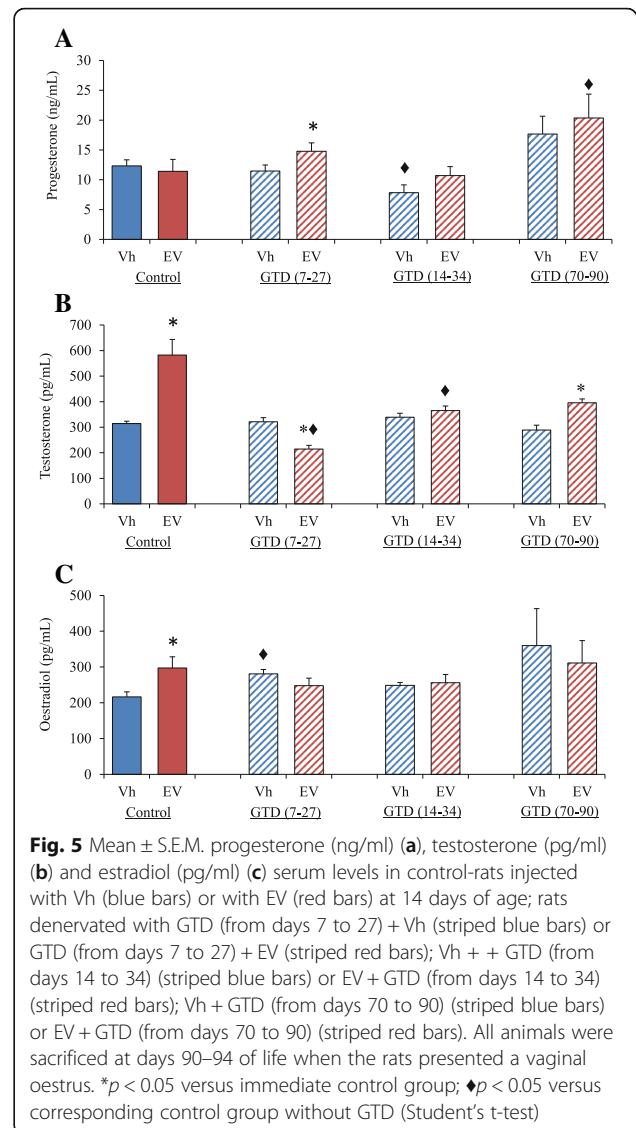 A
Progesterone (ng/mL)
30
25
20
15
10
5
0
*
♦
♦
Vh EV Vh EV Vh EV Vh EV
Control GTD (7-27) GTD (14-34) GTD (70-90)
B
Testosterone (pg/mL)
700
600
500
400
300
200
100
0
*
*♦
♦
*
Vh EV Vh EV Vh EV Vh EV
Control GTD (7-27) GTD (14-34) GTD (70-90)
C
Oestradiol (pg/mL)
500
400
300
200
100
0
*
♦
Vh EV Vh EV Vh EV Vh EV
Control GTD (7-27) GTD (14-34) GTD (70-90)
Fig. 5 Mean ± S.E.M. progesterone (ng/ml) (a), testosterone (pg/ml)
(b) and estradiol (pg/ml) (c) serum levels in control-rats injected
with Vh (blue bars) or with EV (red bars) at 14 days of age; rats
denervated with GTD (from days 7 to 27) + Vh (striped blue bars) or
GTD (from days 7 to 27) + EV (striped red bars); Vh + + GTD (from
days 14 to 34) (striped blue bars) or EV + GTD (from days 14 to 34)
(striped red bars); Vh + GTD (from days 70 to 90) (striped blue bars)
or EV + GTD (from days 70 to 90) (striped red bars). All animals were
sacrificed at days 90–94 of life when the rats presented a vaginal
oestrus. *p < 0.05 versus immediate control group; ♦p < 0.05 versus
corresponding control group without GTD (Student's t-test)